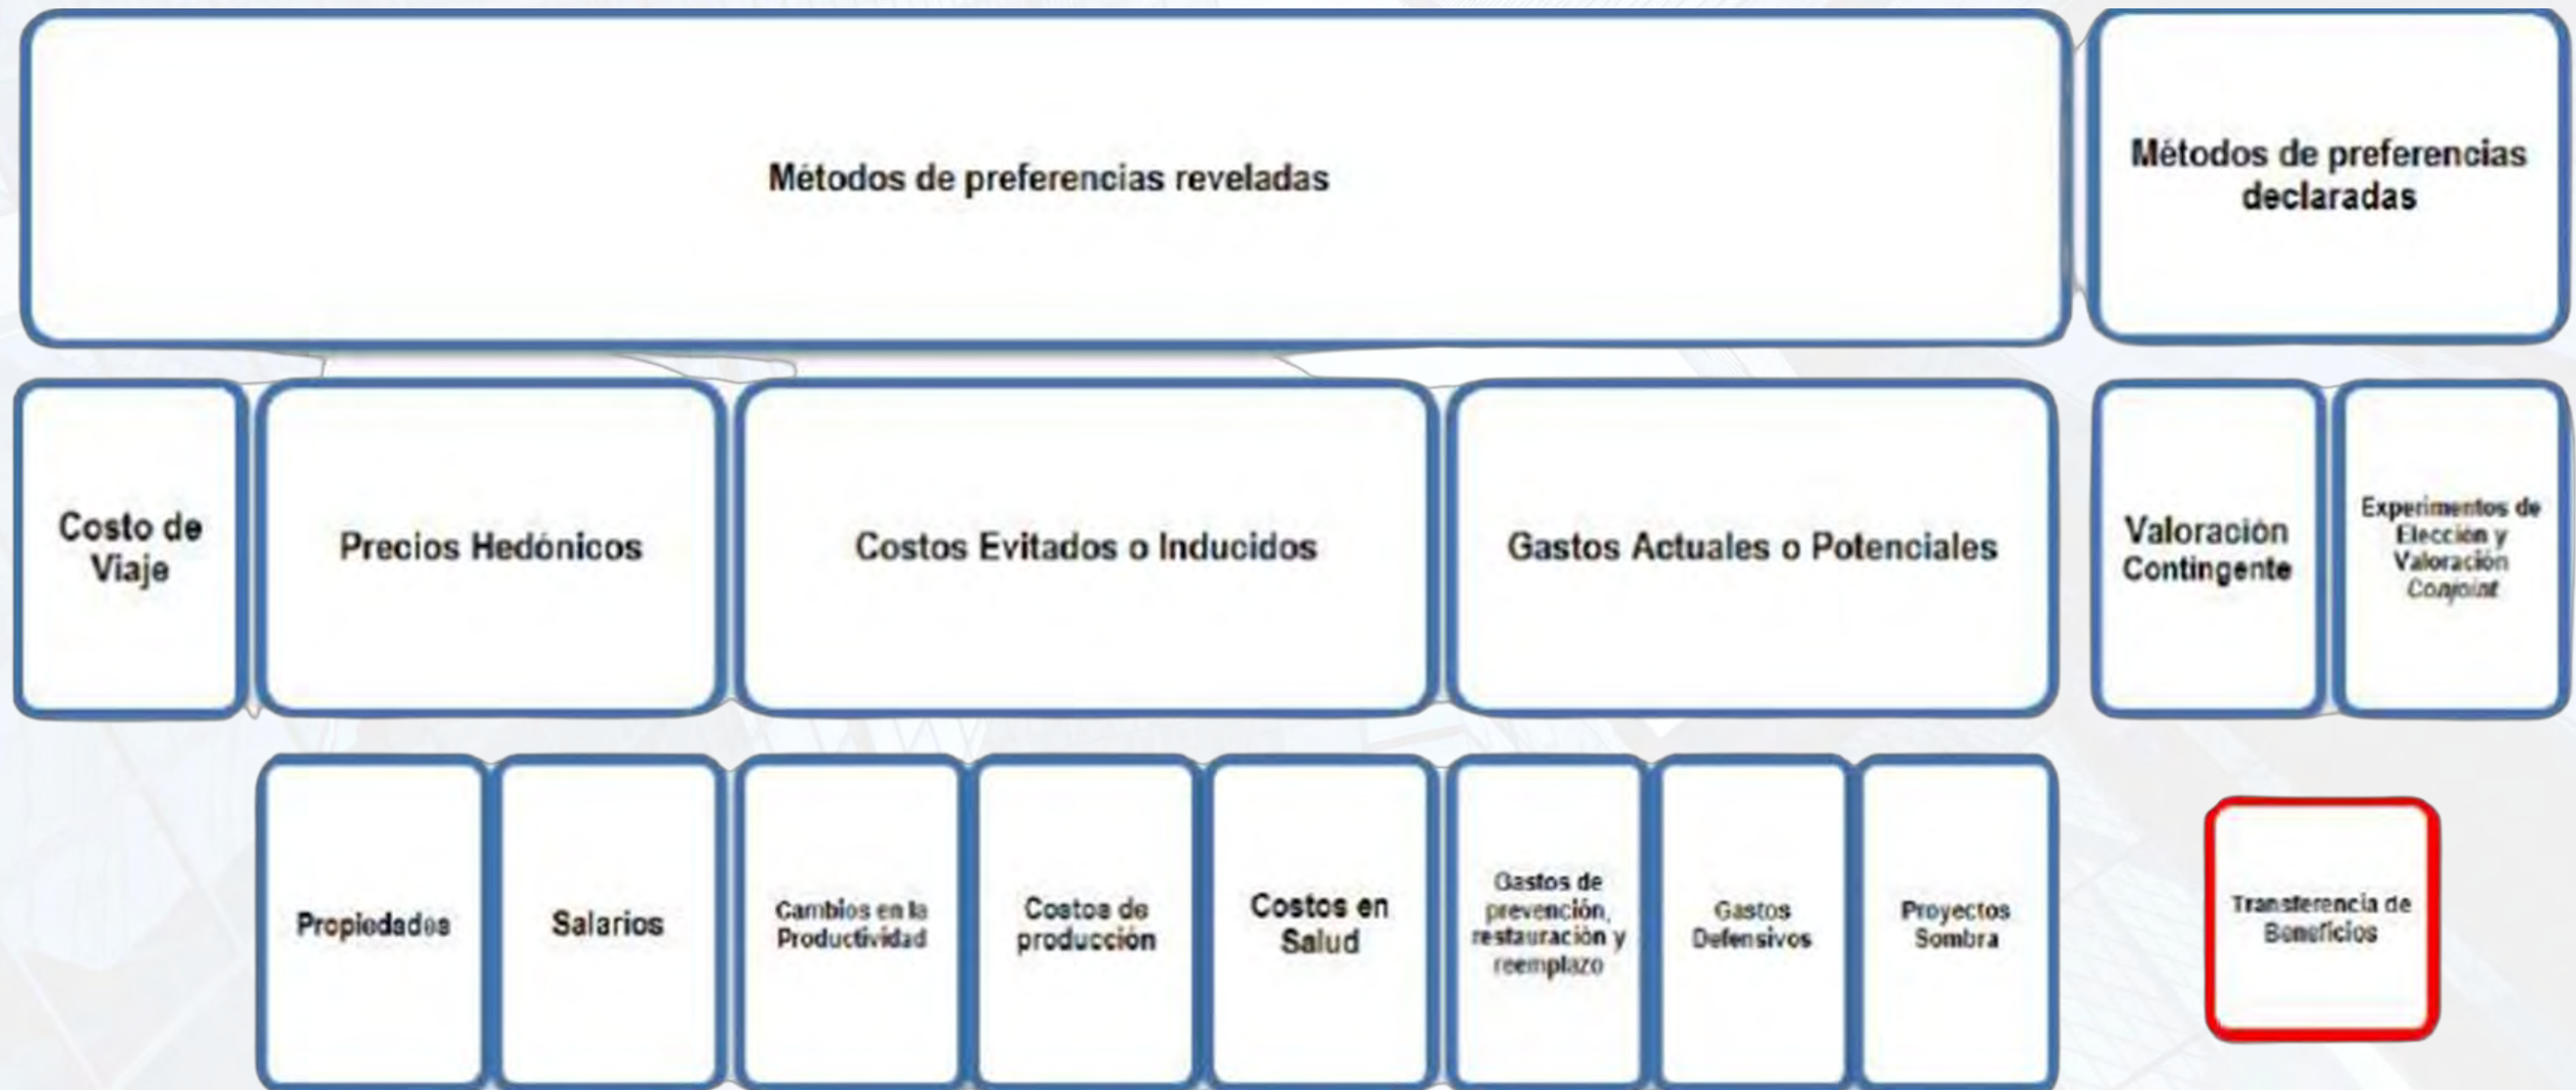 Métodos de preferencias reveladas
Métodos de preferencias
declaradas
Costo de
Viaje
Precios Hedónicos
Costos Evitados o Inducidos
Gastos Actuales o Potenciales
Valoración
Contingente
Experimentos de
Elección y
Valoración
Conjoint
Propiedades
Salarios
Cambios en la
Productividad
Costos de
producción
Costos en
Salud
Gastos de
prevención,
restauración y
reemplazo
Gastos
Defensivos
Proyectos
Sombra
Transferencia de
Beneficios